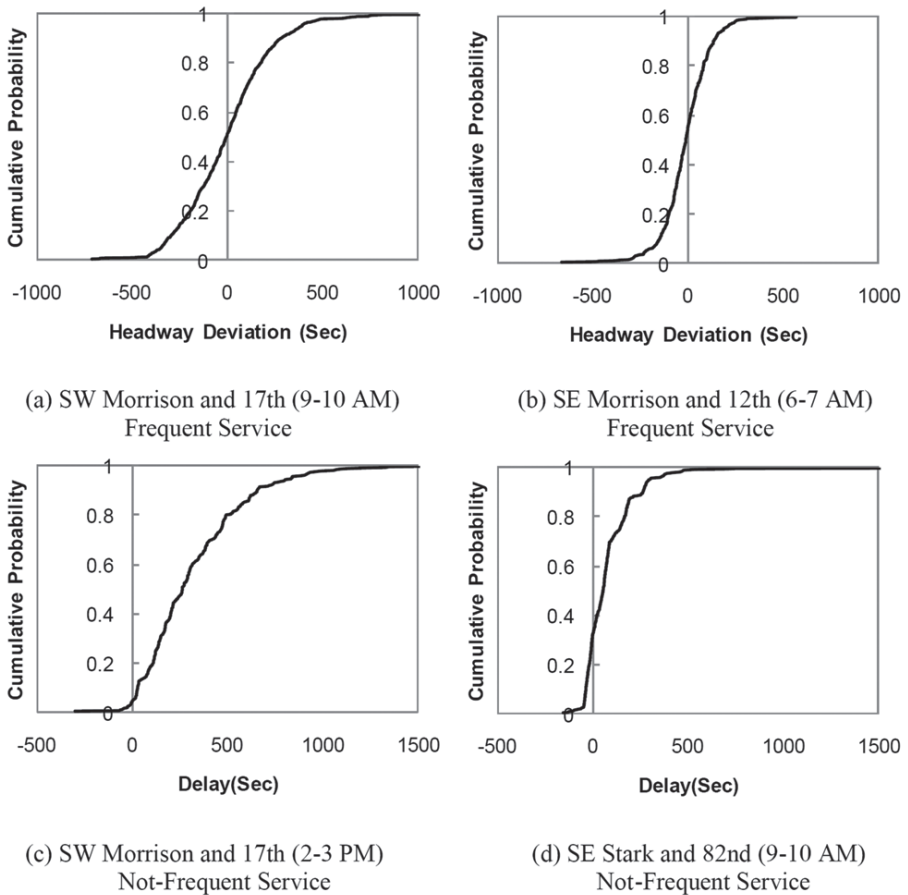 Cumulative Probability
1
0.8
0.6
0.4
0.2
0
-1000 -500 0 500 1000
Headway Deviation (Sec)
(a) SW Morrison and 17th (9-10 AM)
Frequent Service
Cumulative Probability
1
0.8
0.6
0.4
0.2
0
-1000 -500 0 500 1000
Headway Deviation (Sec)
(b) SE Morrison and 12th (6-7 AM)
Frequent Service
Cumulative Probability
1
0.8
0.6
0.4
0.2
0
-500 0 500 1000 1500
Delay(Sec)
(c) SW Morrison and 17th (2-3 PM)
Not-Frequent Service
Cumulative Probability
1
0.8
0.6
0.4
0.2
0
-500 0 500 1000 1500
Delay(Sec)
(d) SE Stark and 82nd (9-10 AM)
Not-Frequent Service